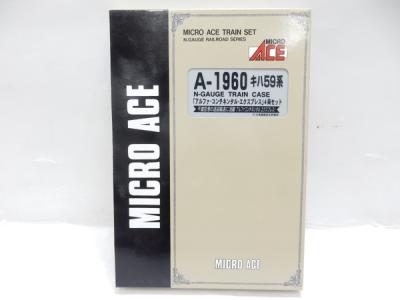 MICRO ACE TRAIN SET
N-GAUGE RAILROAD SERIES
MICRO
ACE
A-1960 キハ59系
N-GAUGE TRAIN CASE
「アルファ・コンチネンタル・エクスプレス」4両セット
MICRO ACE
MICRO ACE